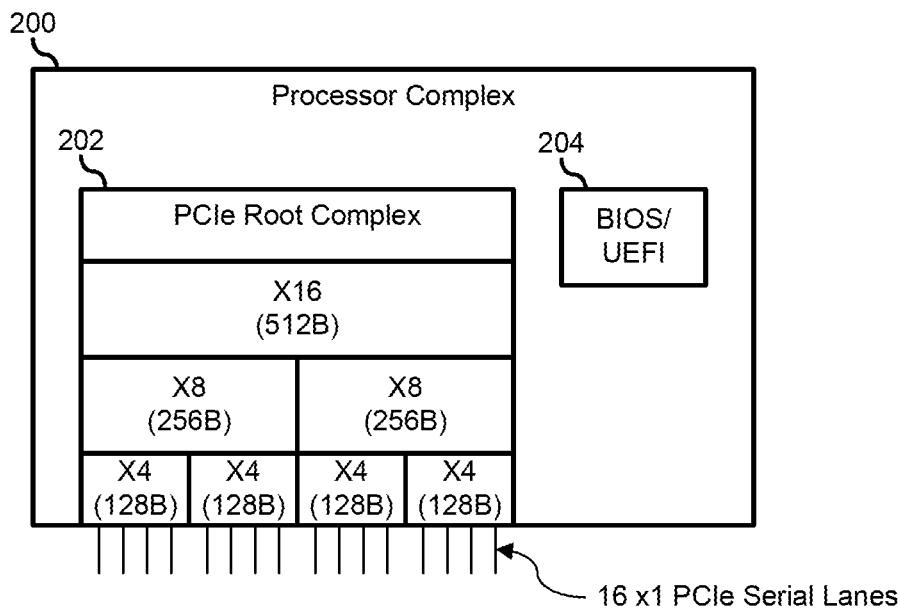 200
Processor Complex
202
204
PCIe Root Complex
BIOS/
UEFI
X16
(512B)
X8
(256B)
X8
(256B)
X4
(128B)
X4
(128B)
X4
(128B)
X4
(128B)
16 x1 PCIe Serial Lanes